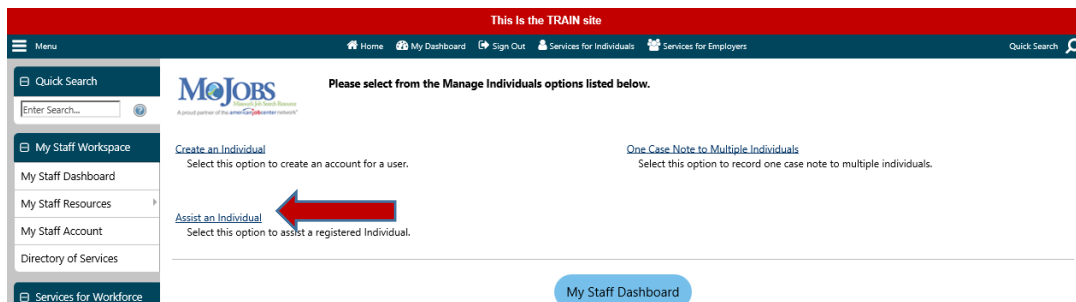 This Is the TRAIN site
Menu Home My Dashboard Sign Out Services for Individuals Services for Employers Quick Search
Quick Search
Enter Search...
MoJOBS
Missouri's Job Search Resource
A proud partner of the americanjobcenter network
Please select from the Manage Individuals options listed below.
My Staff Workspace
My Staff Dashboard
My Staff Resources
My Staff Account
Directory of Services
Services for Workforce
Create an Individual
Select this option to create an account for a user.
One Case Note to Multiple Individuals
Select this option to record one case note to multiple individuals.
Assist an Individual
Select this option to assist a registered Individual.
My Staff Dashboard